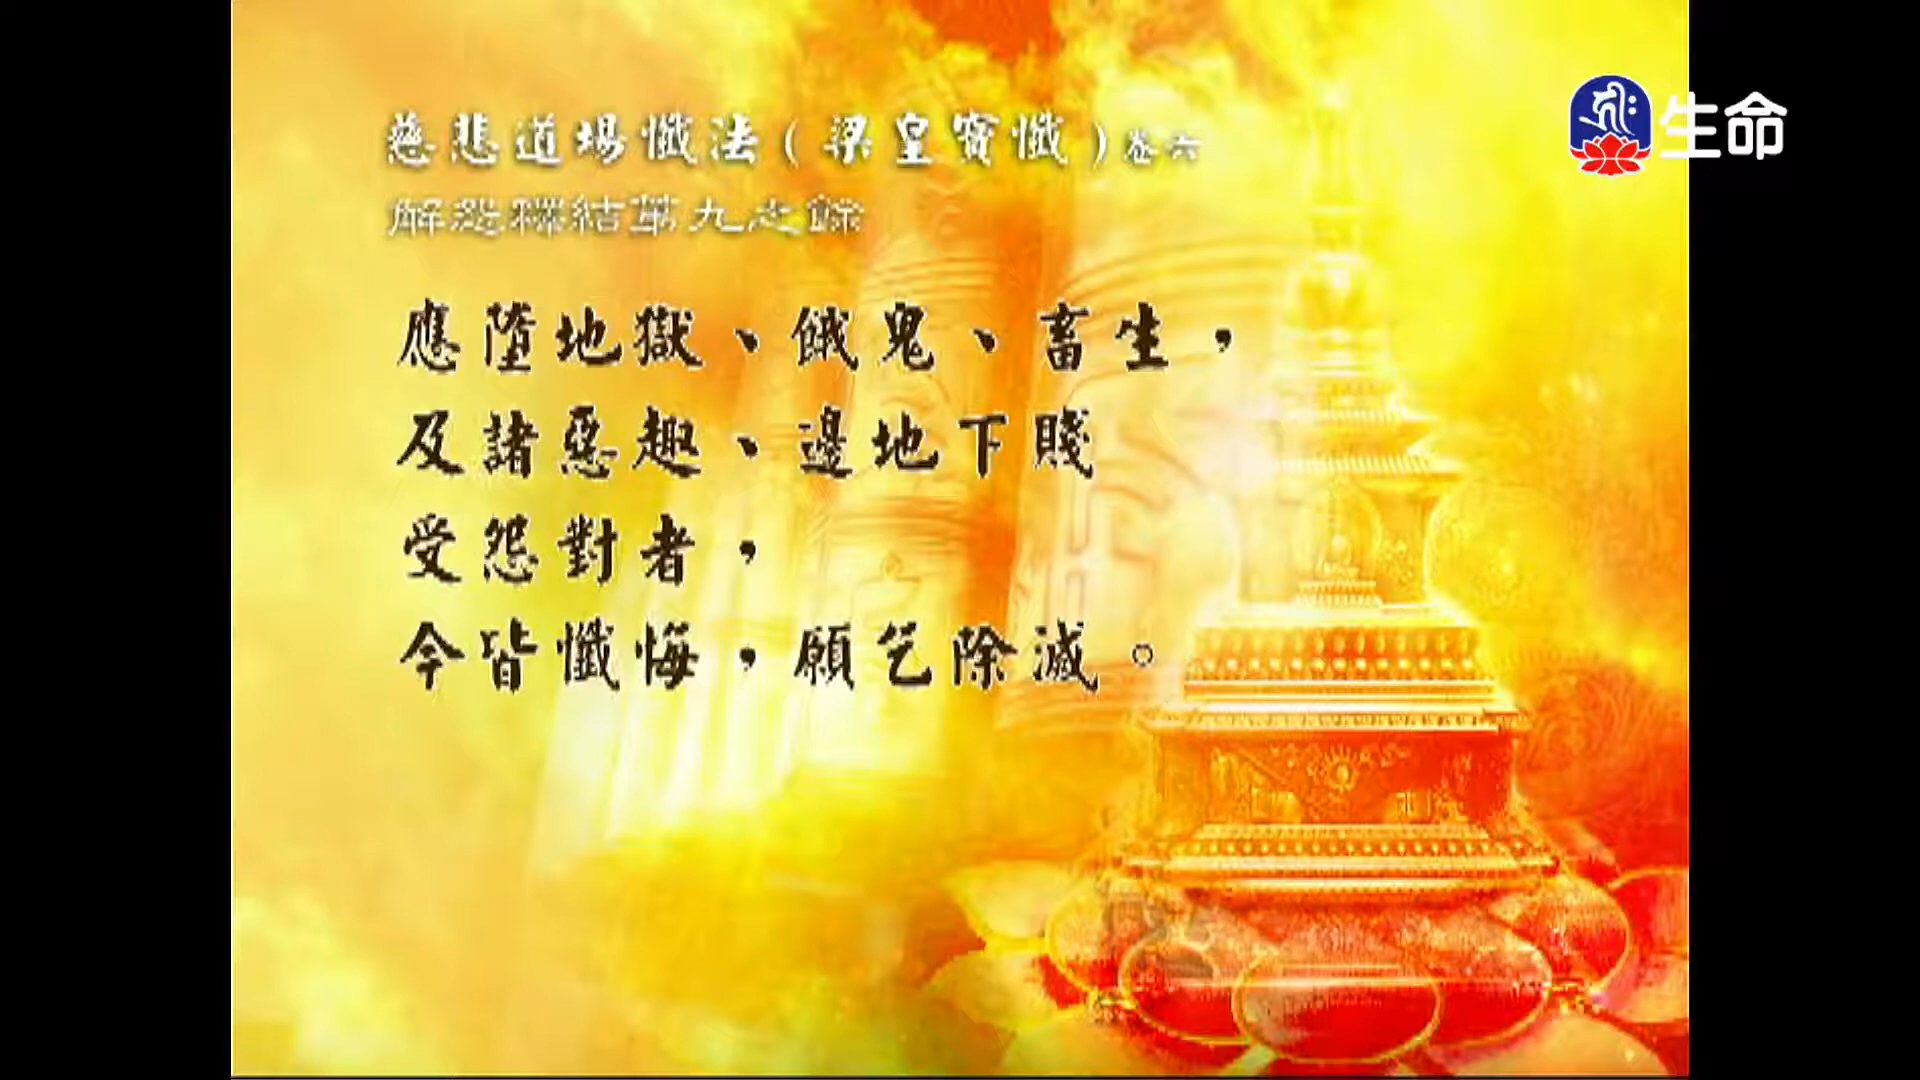 慈悲道場懺法(梁皇寶懺)卷六
解怨釋結第九之餘
應墮地獄、餓鬼、畜生，
及諸惡趣、邊地下賤
受怨對者，
今皆懺悔，願乞除滅。
生命